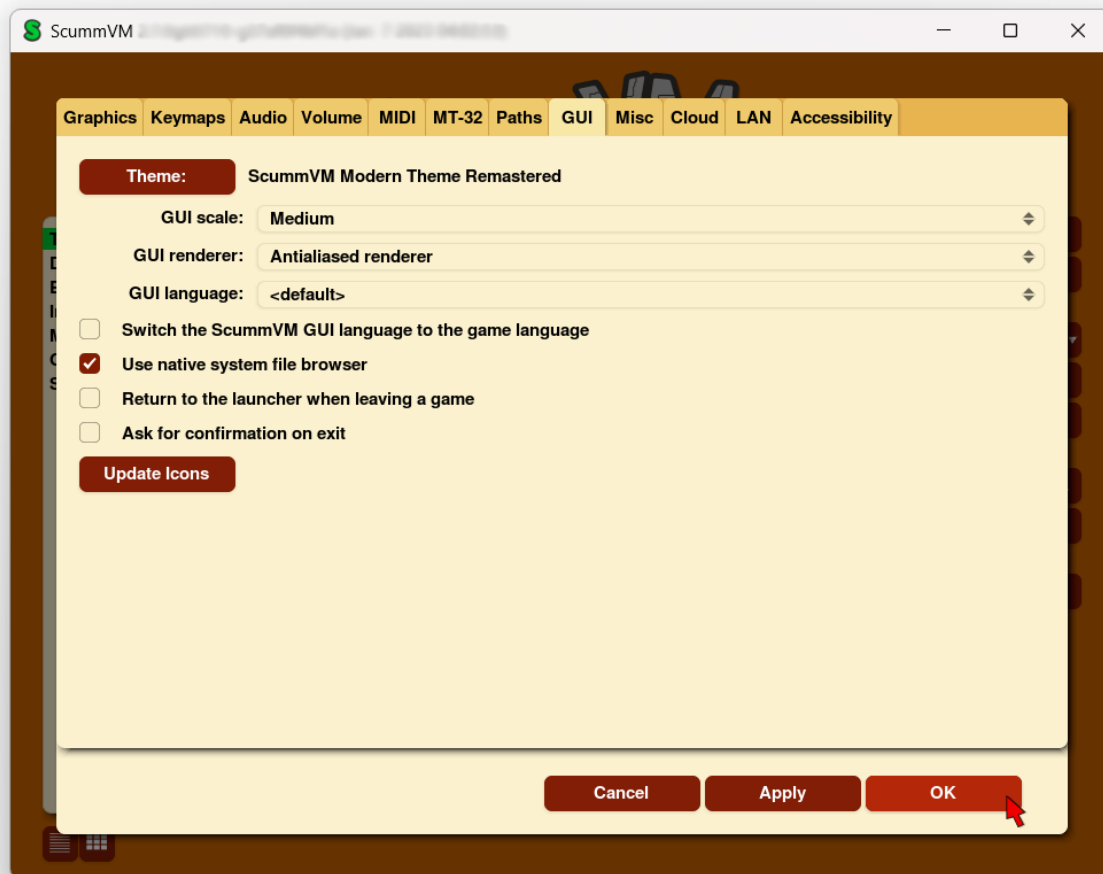 ScummVM
Graphics Keymaps Audio Volume MIDI MT-32 Paths GUI Misc Cloud LAN Accessibility
Theme: ScummVM Modern Theme Remastered
GUI scale: Medium
GUI renderer: Antialiased renderer
GUI language: <default>
Switch the ScummVM GUI language to the game language
Use native system file browser
Return to the launcher when leaving a game
Ask for confirmation on exit
Update Icons
Cancel Apply OK